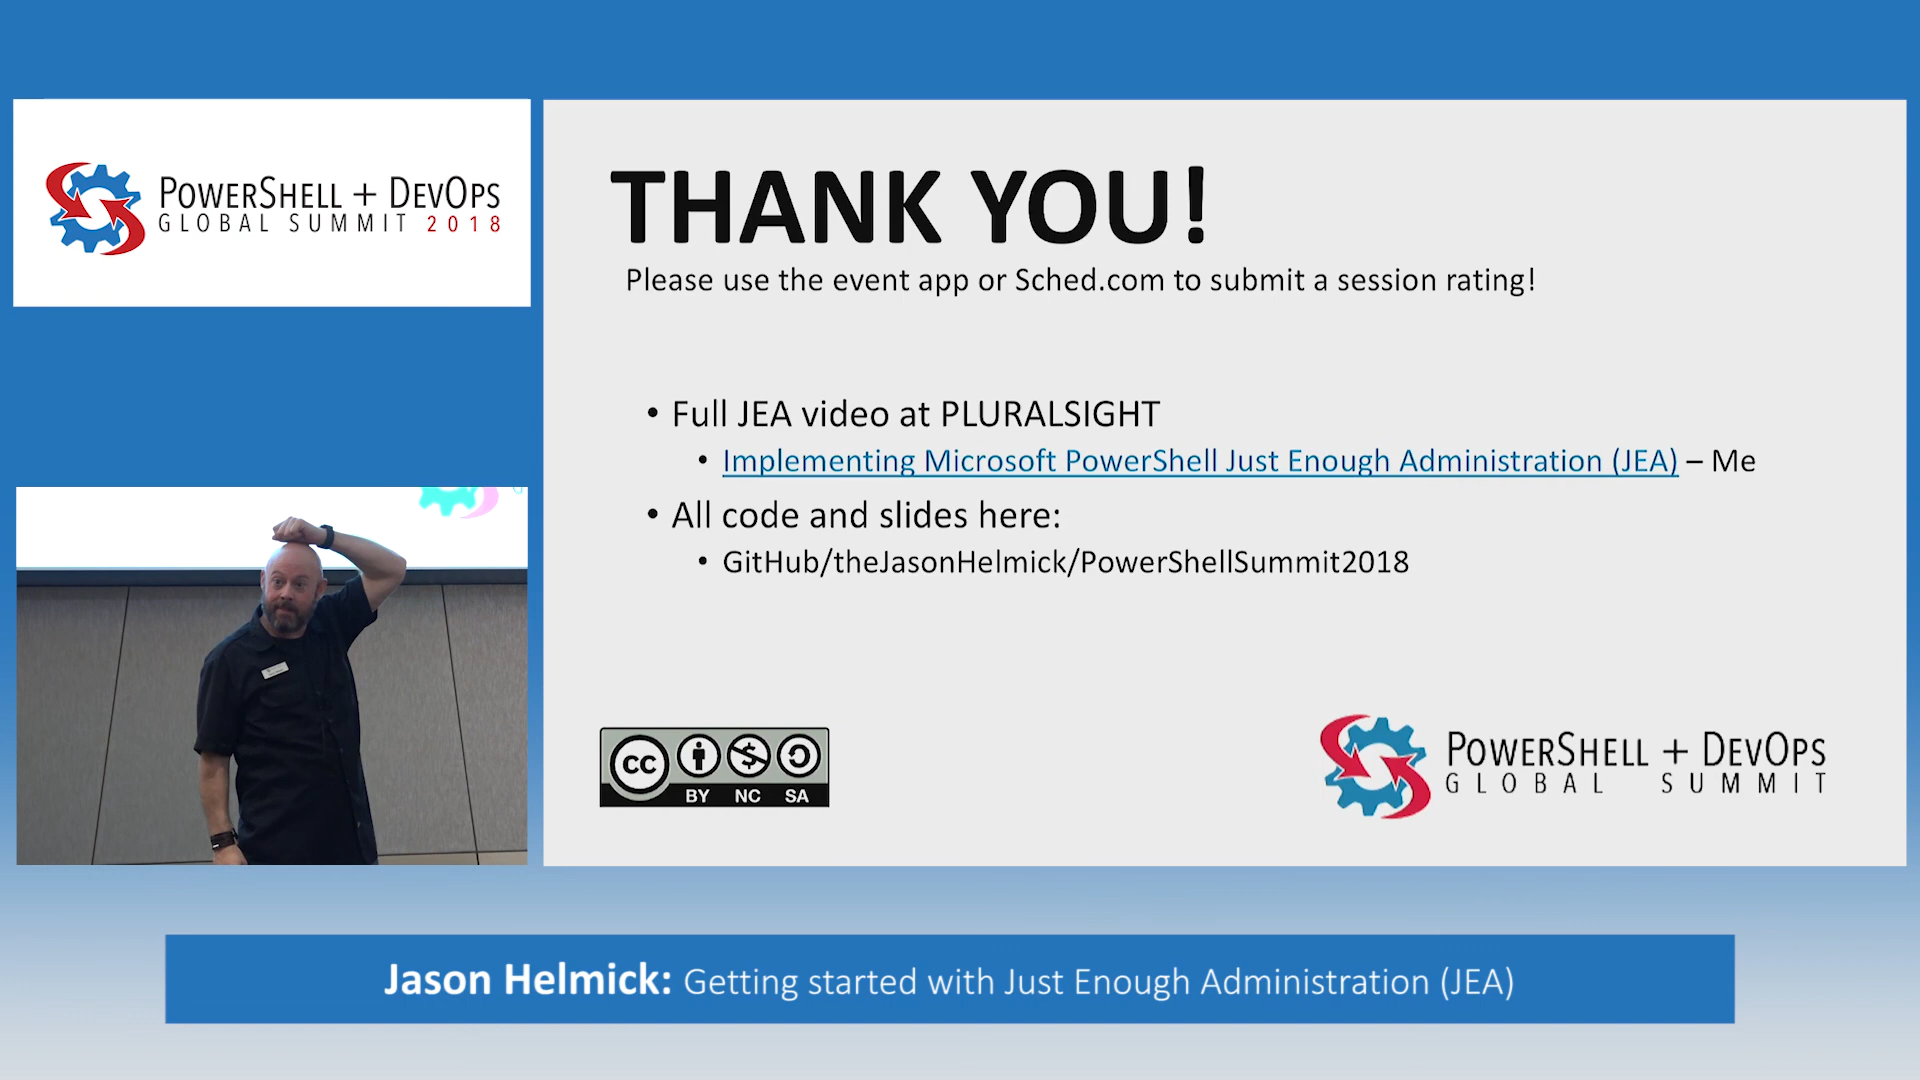 POWERSHELL + DEVOPS
GLOBAL SUMMIT 2018
THANK YOU!
Please use the event app or Sched.com to submit a session rating!
• Full JEA video at PLURALSIGHT
• Implementing Microsoft PowerShell Just Enough Administration (JEA) – Me
• All code and slides here:
• GitHub/theJasonHelmick/PowerShellSummit2018
cc
BY NC SA
POWERSHELL + DEVOPS
GLOBAL SUMMIT
Jason Helmick: Getting started with Just Enough Administration (JEA)